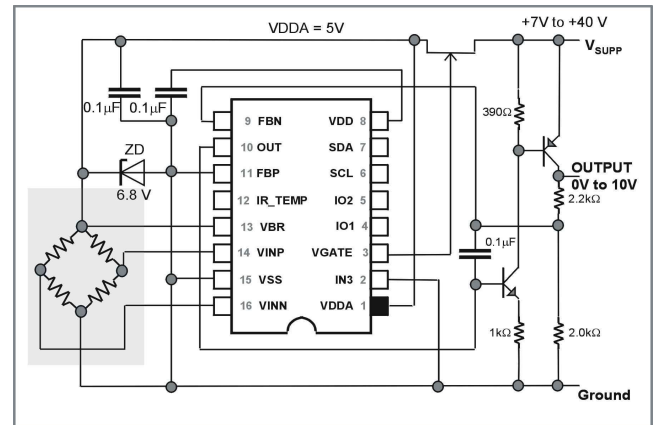 VDDA = 5V
+7V to +40 V
VSUPP
0.1µF 0.1µF
390Ω
9 FBN VDD 8
10 OUT SDA 7
11 FBP SCL 6
12 IR_TEMP IO2 5
13 VBR IO1 4
14 VINP VGATE 3
15 VSS IN3 2
16 VINN VDDA 1
ZD
6.8 V
OUTPUT
0V to 10V
2.2kΩ
0.1µF
1kΩ
2.0kΩ
Ground